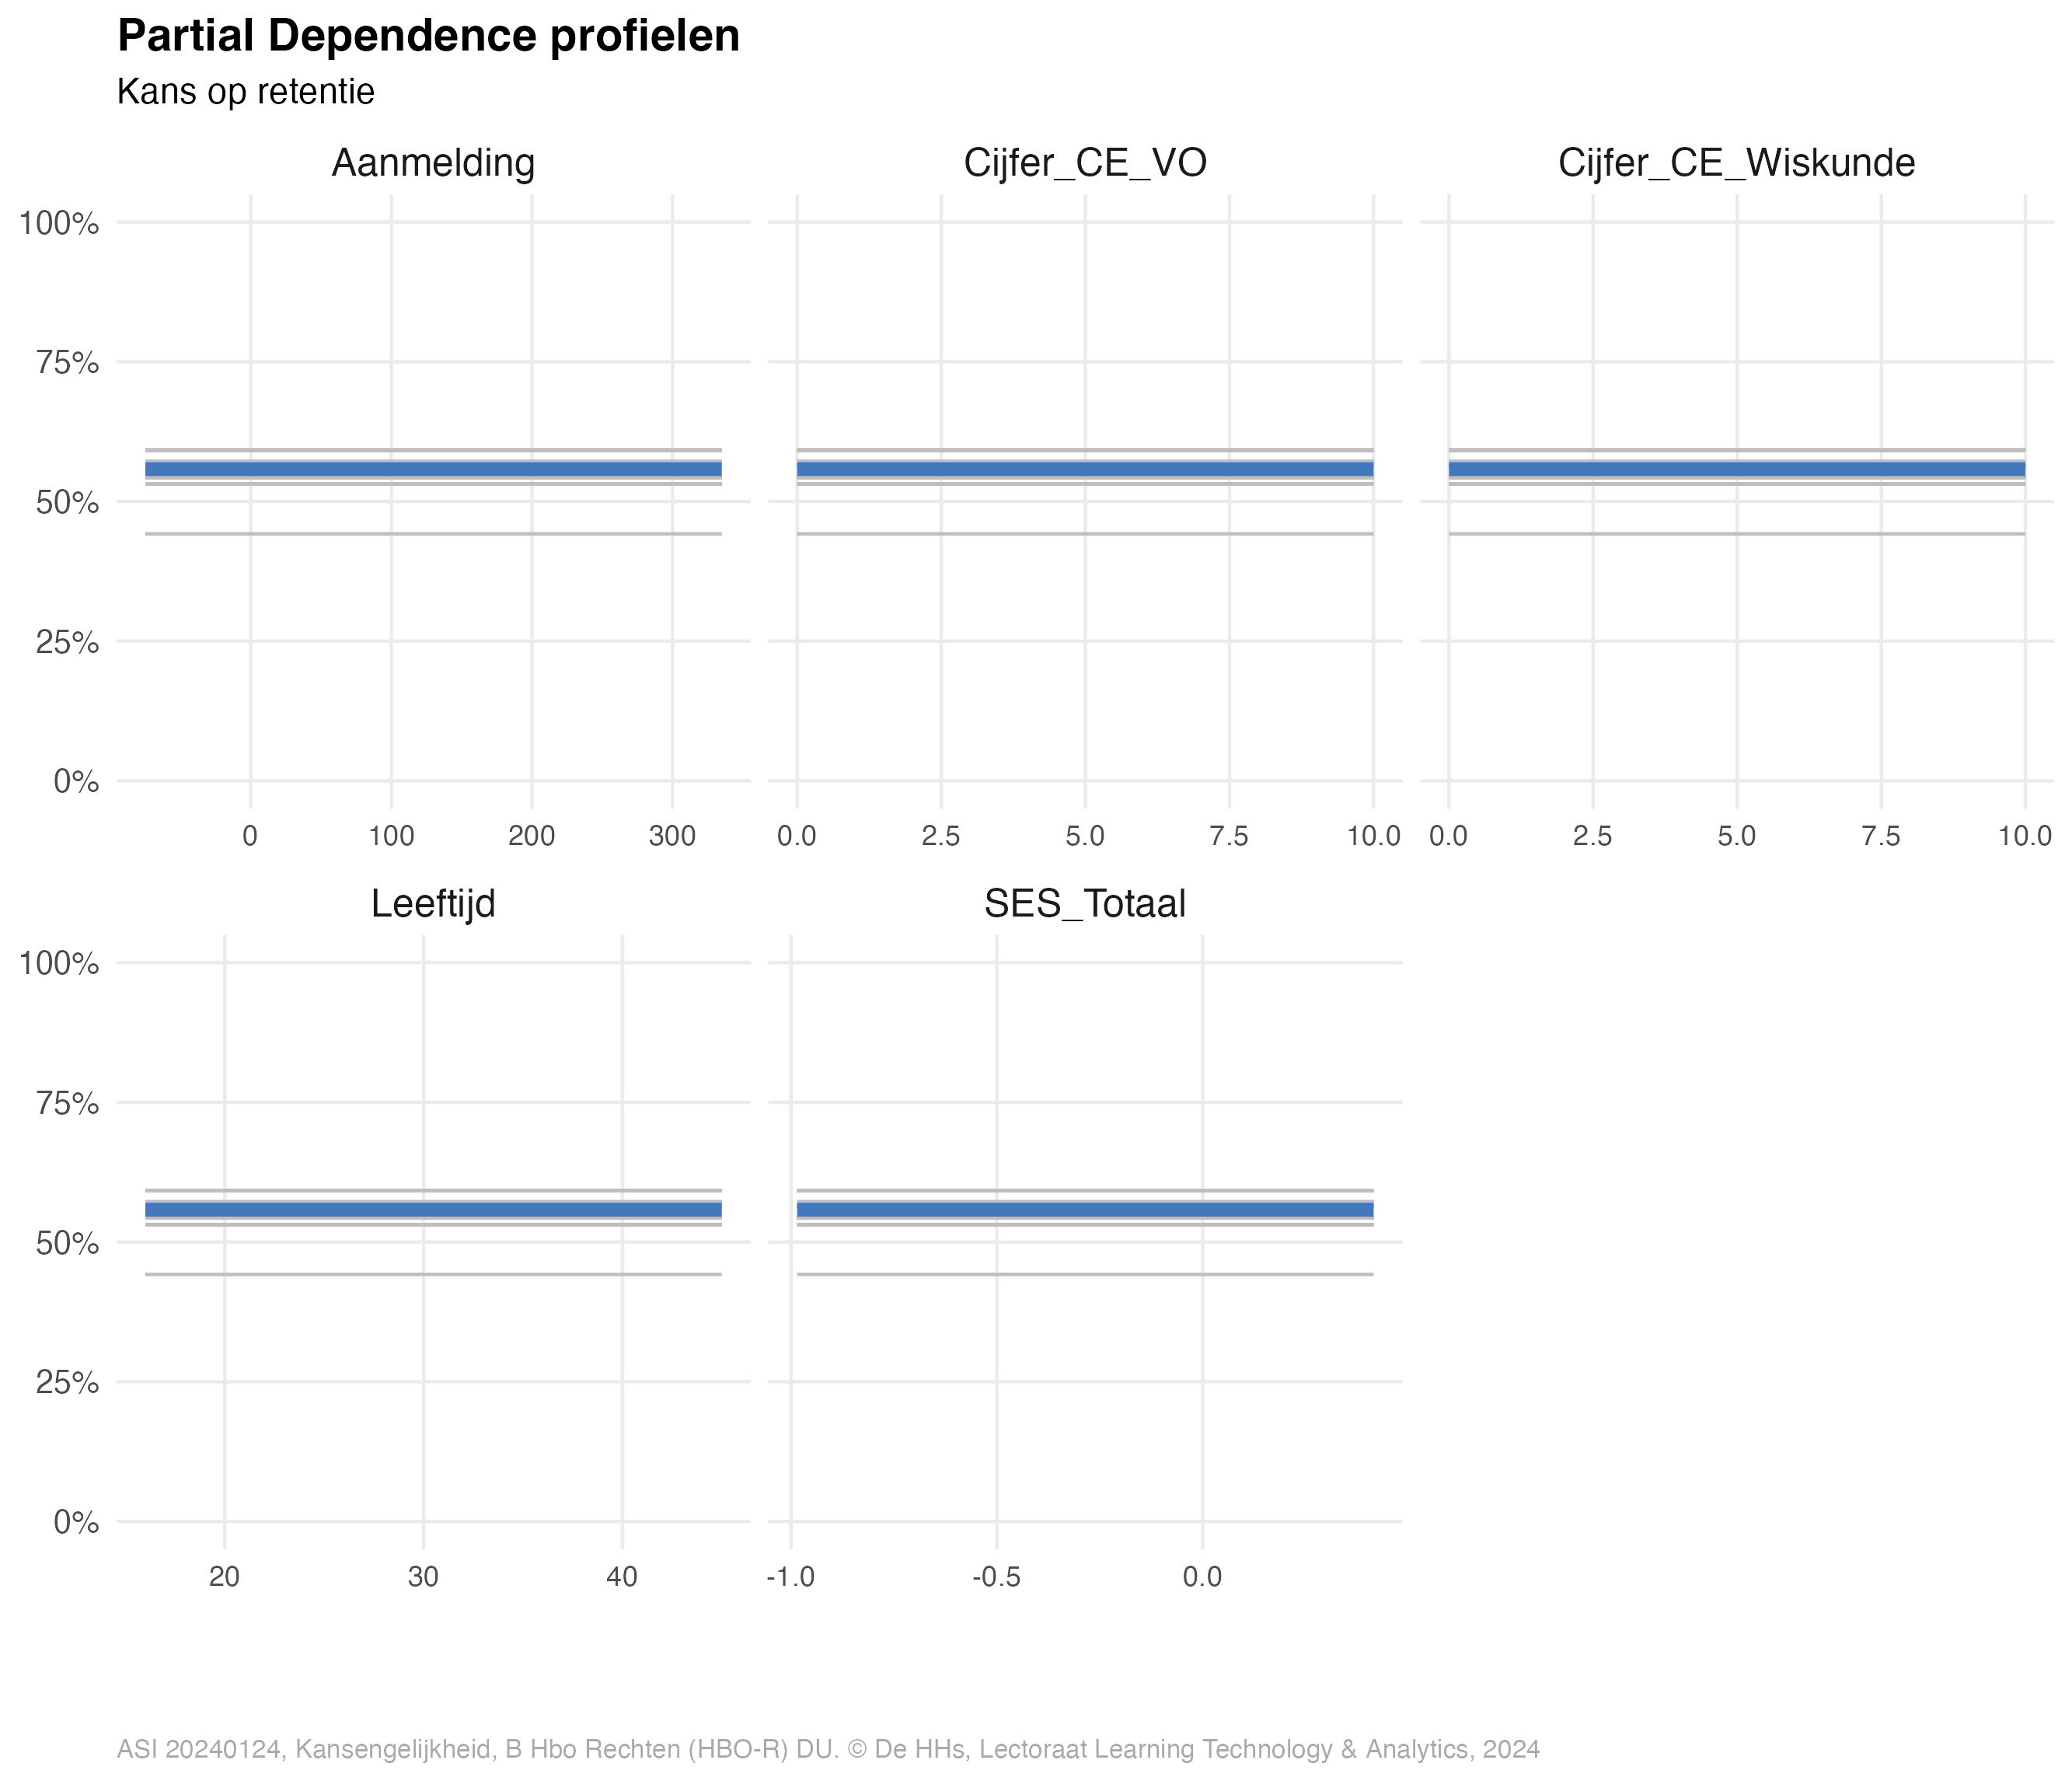 Partial Dependence profielen
Kans op retentie
Aanmelding
Cijfer_CE_VO
Cijfer_CE_Wiskunde
100%
75%
50%
25%
0%
0 100 200 300
0.0 2.5 5.0 7.5 10.0
0.0 2.5 5.0 7.5 10.0
Leeftijd
SES_Totaal
100%
75%
50%
25%
0%
20 30 40
-1.0 -0.5 0.0
ASI 20240124, Kansengelijkheid, B Hbo Rechten (HBO-R) DU. © De HHs, Lectoraat Learning Technology & Analytics, 2024